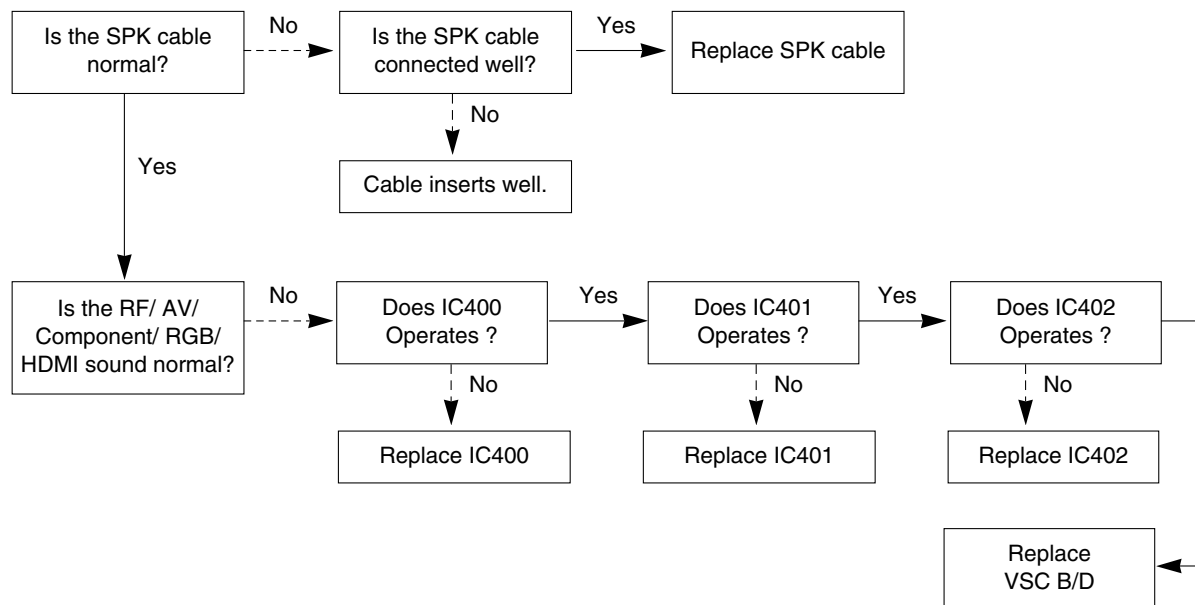 Is the SPK cable
normal?
No
Is the SPK cable
connected well?
Yes
Replace SPK cable
No
Yes
Cable inserts well.
Is the RF/ AV/
Component/ RGB/
HDMI sound normal?
No
Does IC400
Operates ?
Yes
Does IC401
Operates ?
Yes
Does IC402
Operates ?
No
No
No
Replace IC400
Replace IC401
Replace IC402
Replace
VSC B/D